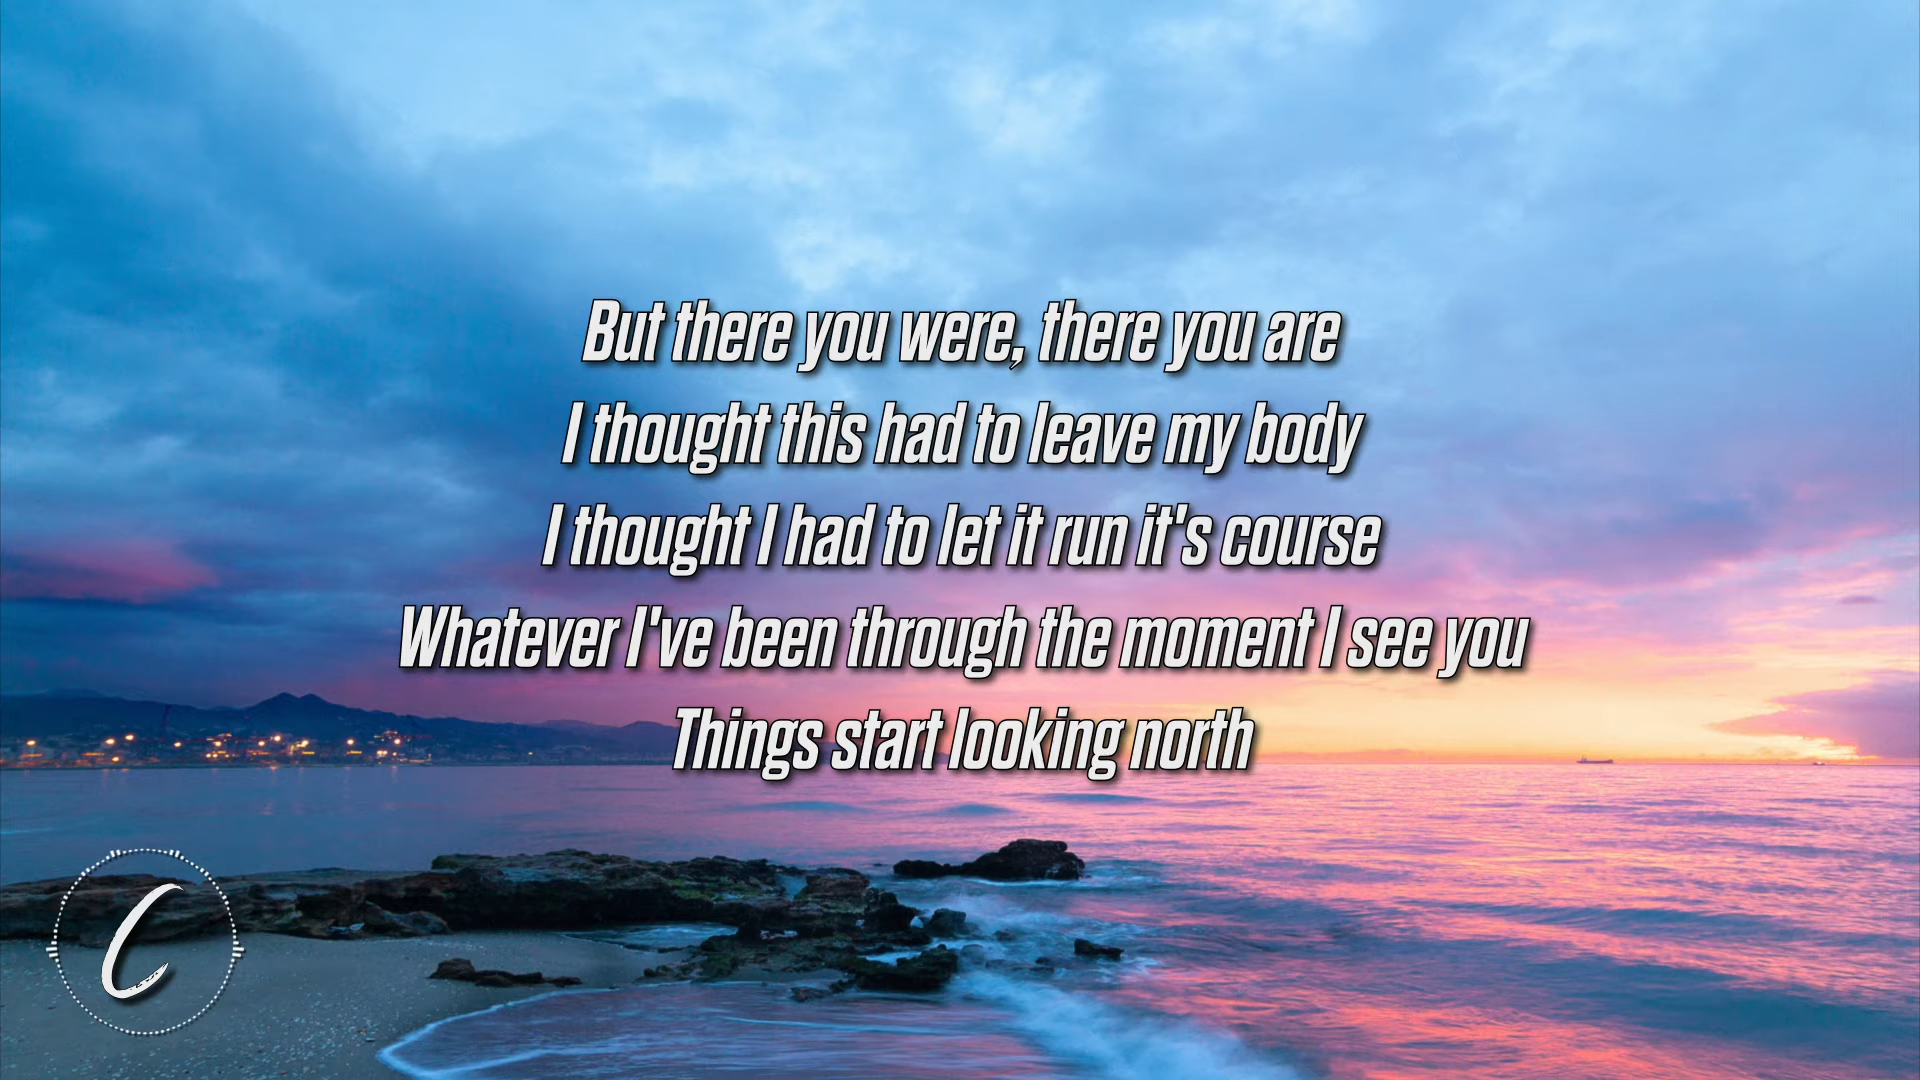 But there you were, there you are
I thought this had to leave my body
I thought I had to let it run it's course
Whatever I've been through the moment I see you
Things start looking north
C